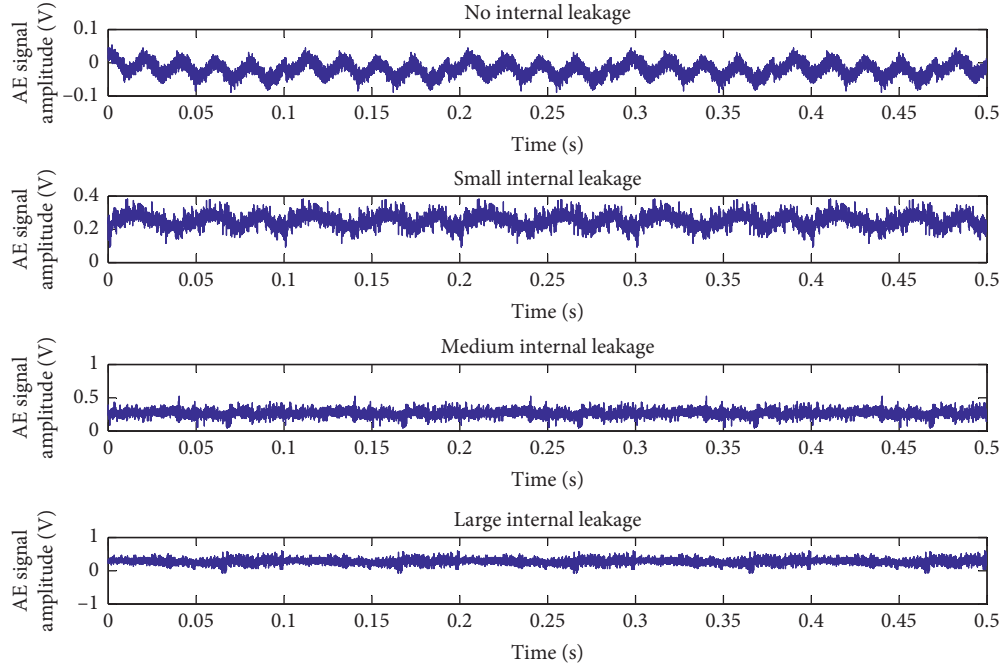 No internal leakage
AE signal
amplitude (V)
0.1
0
−0.1
0 0.05 0.1 0.15 0.2 0.25 0.3 0.35 0.4 0.45 0.5
Time (s)
Small internal leakage
AE signal
amplitude (V)
0.4
0.2
0
0 0.05 0.1 0.15 0.2 0.25 0.3 0.35 0.4 0.45 0.5
Time (s)
Medium internal leakage
AE signal
amplitude (V)
1
0.5
0
0 0.05 0.1 0.15 0.2 0.25 0.3 0.35 0.4 0.45 0.5
Time (s)
Large internal leakage
AE signal
amplitude (V)
1
0
−1
0 0.05 0.1 0.15 0.2 0.25 0.3 0.35 0.4 0.45 0.5
Time (s)